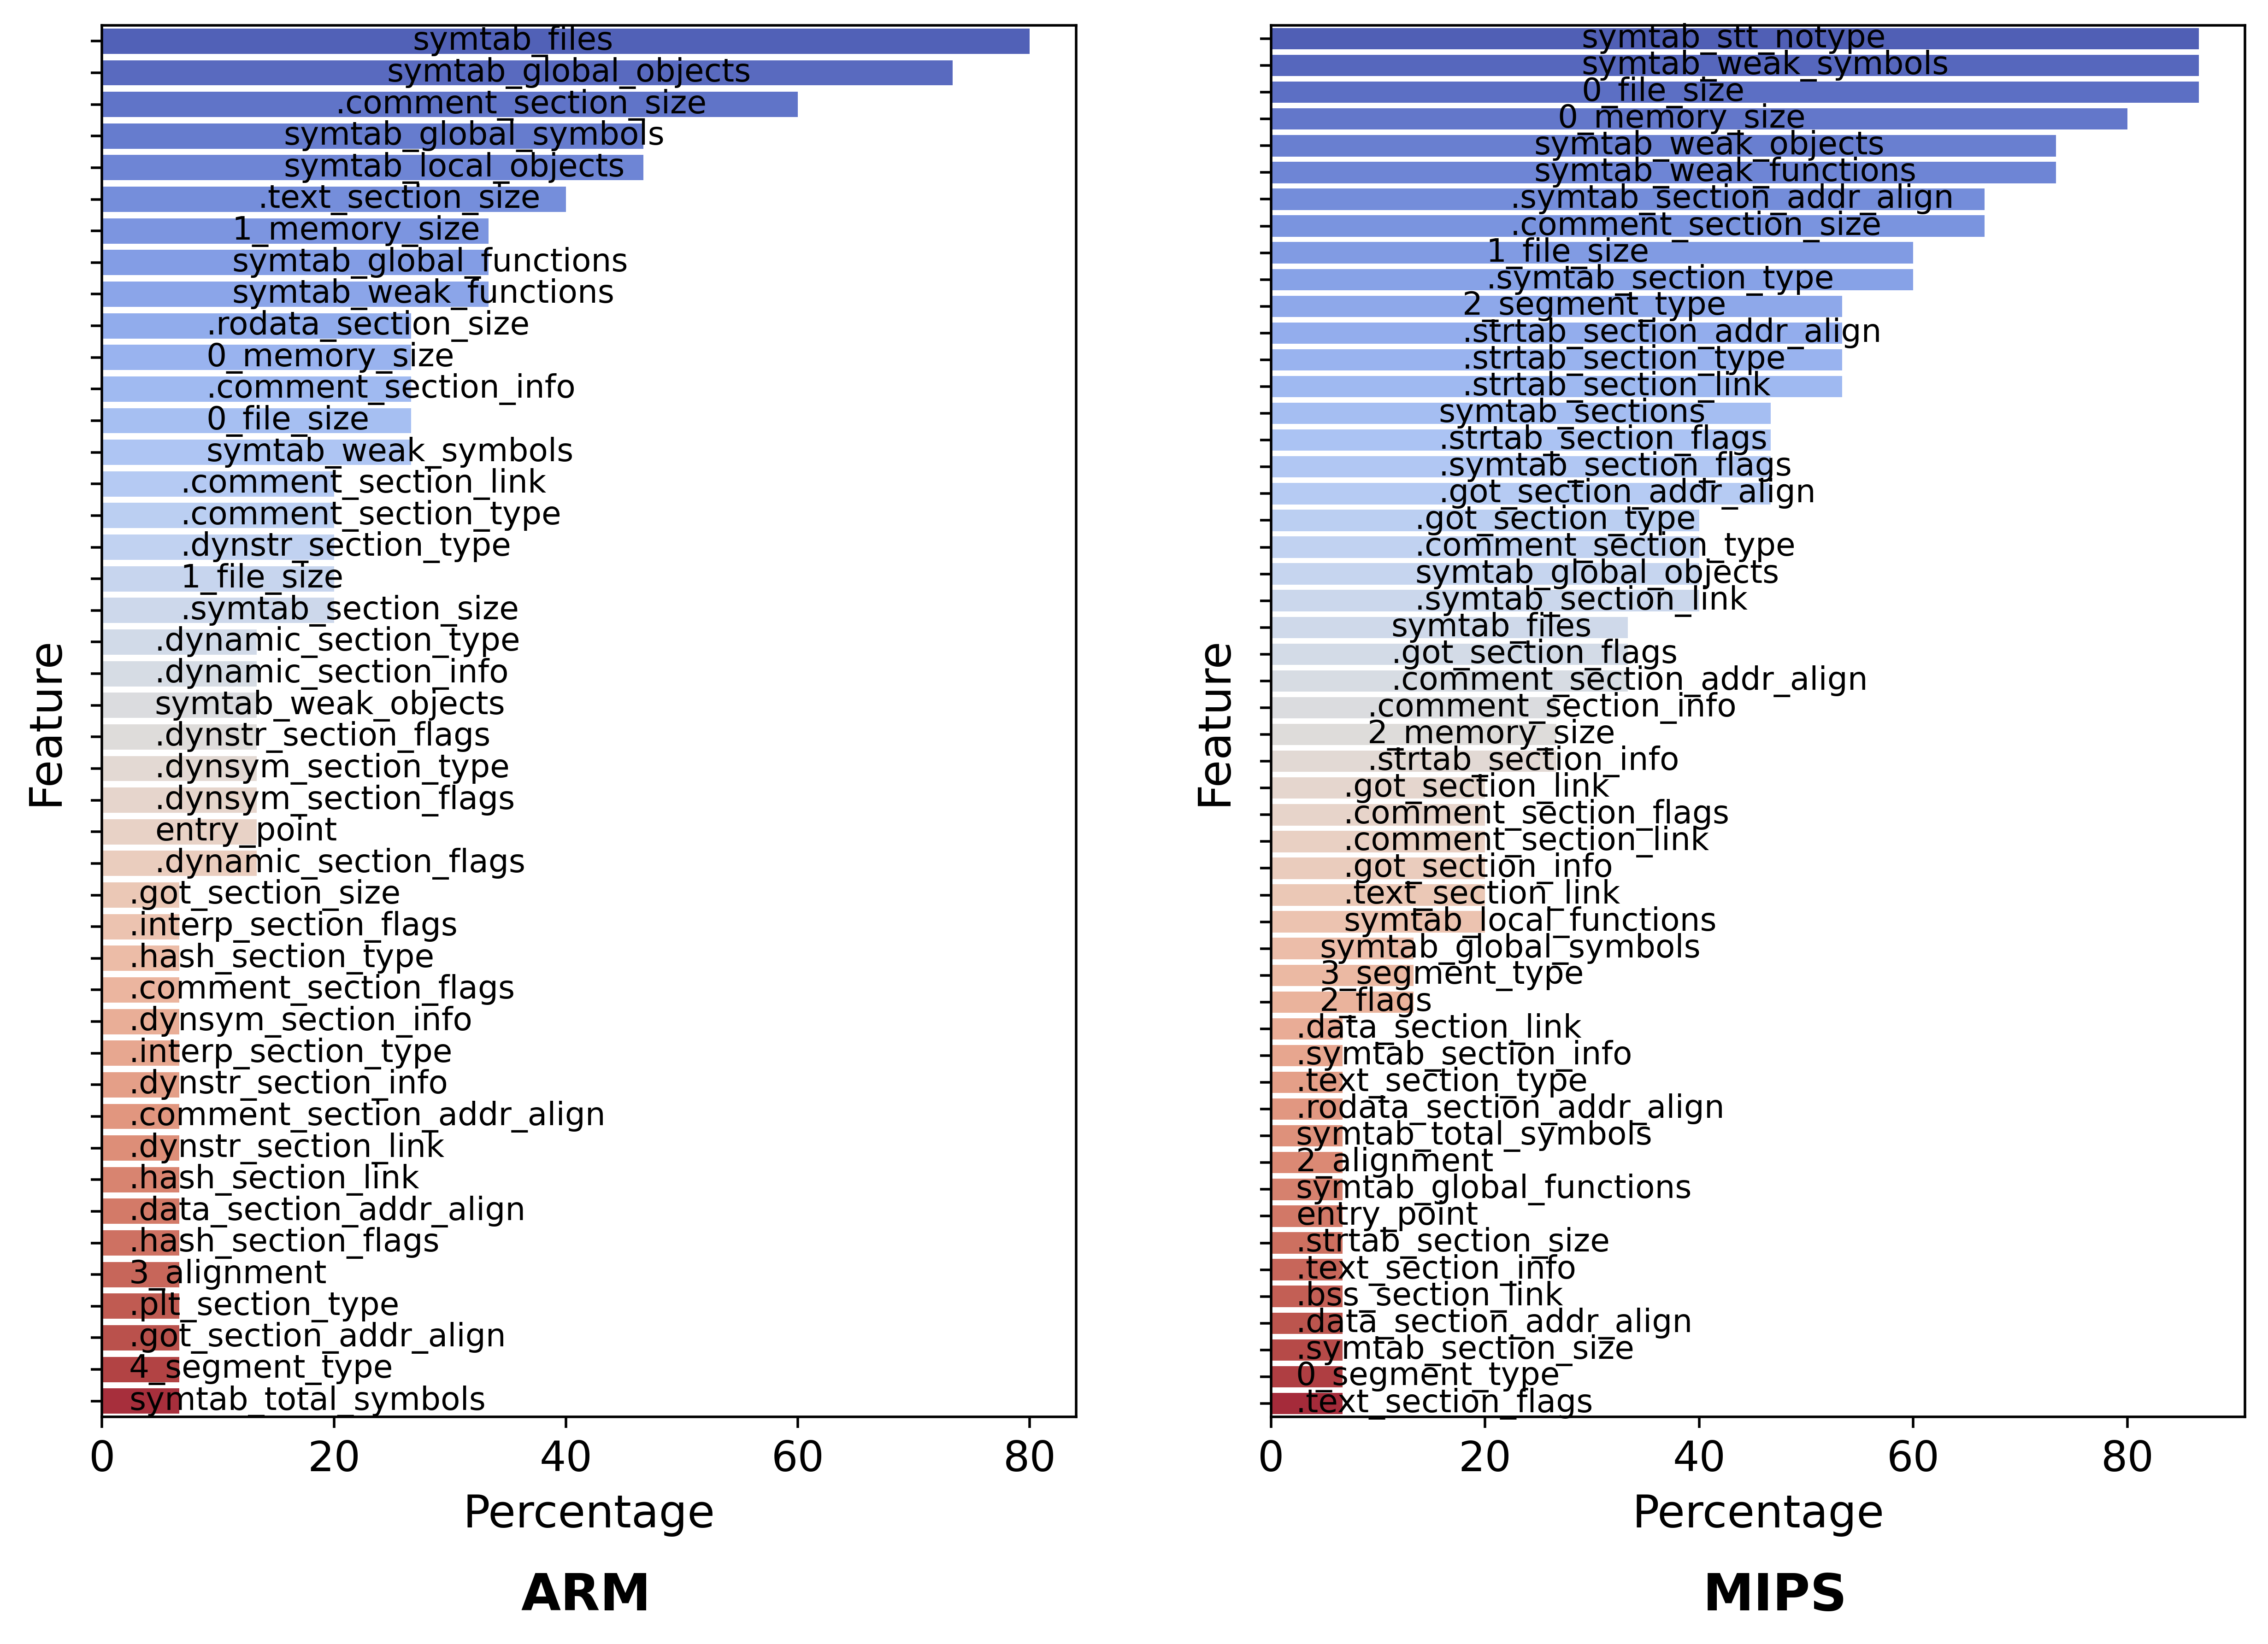 symtab_files
symtab_global_objects
.comment_section_size
symtab_global_symbols
symtab_local_objects
.text_section_size
1_memory_size
symtab_global_functions
symtab_weak_functions
.rodata_section_size
0_memory_size
.comment_section_info
0_file_size
symtab_weak_symbols
.comment_section_link
.comment_section_type
.dynstr_section_type
1_file_size
.symtab_section_size
.dynamic_section_type
.dynamic_section_info
symtab_weak_objects
.dynstr_section_flags
.dynsym_section_type
.dynsym_section_flags
entry_point
.dynamic_section_flags
.got_section_size
.interp_section_flags
.hash_section_type
.comment_section_flags
.dynsym_section_info
.interp_section_type
.dynstr_section_info
.comment_section_addr_align
.dynstr_section_link
.hash_section_link
.data_section_addr_align
.hash_section_flags
3_alignment
.plt_section_type
.got_section_addr_align
4_segment_type
symtab_total_symbols
Feature
0 20 40 60 80
Percentage
ARM
symtab_stt_notype
symtab_weak_symbols
0_file_size
0_memory_size
symtab_weak_objects
symtab_weak_functions
.symtab_section_addr_align
.comment_section_size
1_file_size
.symtab_section_type
2_segment_type
.strtab_section_addr_align
.strtab_section_type
.strtab_section_link
symtab_sections
.strtab_section_flags
.symtab_section_flags
.got_section_addr_align
.got_section_type
.comment_section_type
symtab_global_objects
.symtab_section_link
symtab_files
.got_section_flags
.comment_section_addr_align
.comment_section_info
2_memory_size
.strtab_section_info
.got_section_link
.comment_section_flags
.comment_section_link
.got_section_info
.text_section_link
symtab_local_functions
symtab_global_symbols
3_segment_type
2_flags
.data_section_link
.symtab_section_info
.text_section_type
.rodata_section_addr_align
symtab_total_symbols
2_alignment
symtab_global_functions
entry_point
.strtab_section_size
.text_section_info
.bss_section_link
.data_section_addr_align
.symtab_section_size
0_segment_type
.text_section_flags
Feature
0 20 40 60 80
Percentage
MIPS